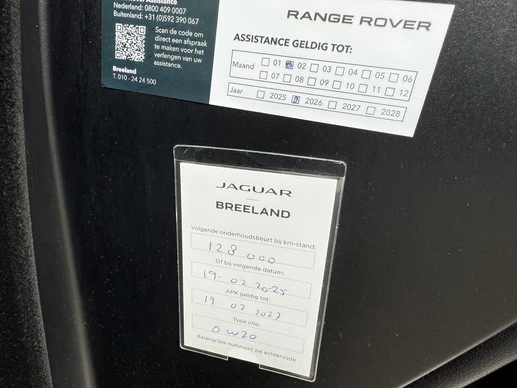 Nederland: 0800 409 0007
Buitenland: +31 (0)592 390 067
Scan de code om
direct een afspraak
te maken voor het
verlengen van uw
assistance.
Breeland
T. 010 - 24 24 500
RANGE ROVER
ASSISTANCE GELDIG TOT:
Maand 01 02 03 04 05 06
07 08 09 10 11 12
Jaar 2025 2026 2027 2028
JAGUAR
BREELAND
Volgende onderhoudsbeurt bij km-stand:
128 000
Of bij volgende datum:
19-02 2025
APK geldig tot:
19 02 2027
Type olie:
0W20
Belangrijke nummers zie achterzijde